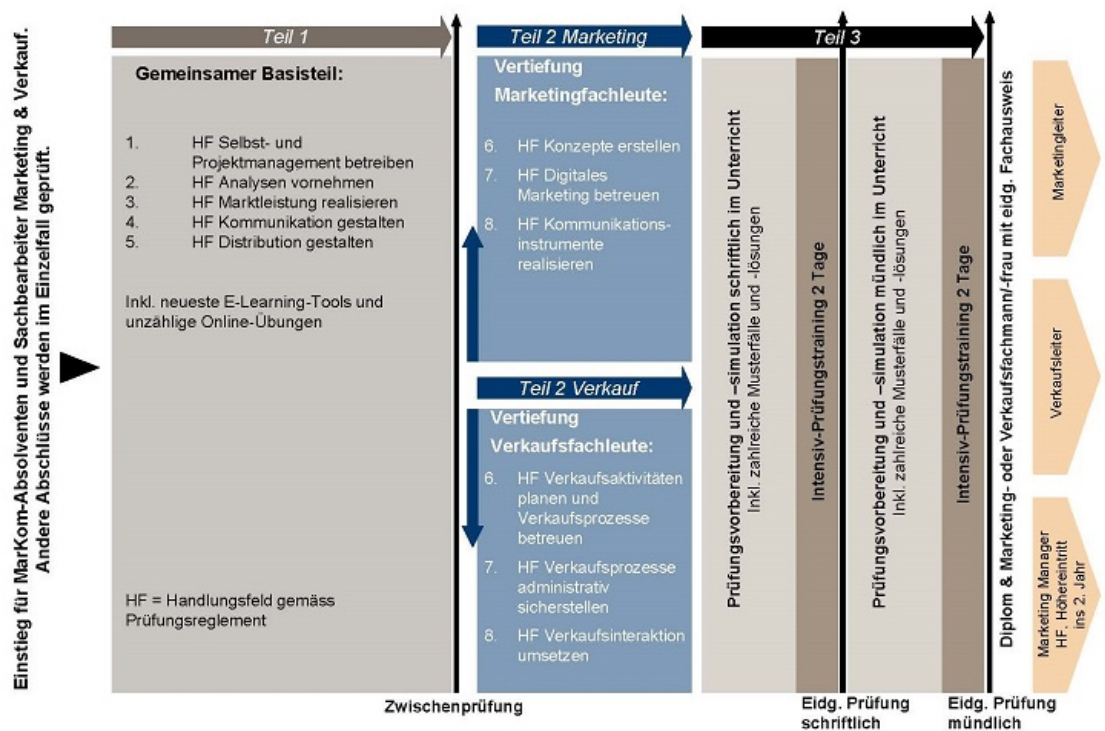 Einstieg für MarKom-Absolventen und Sachbearbeiter Marketing & Verkauf.
Andere Abschlüsse werden im Einzelfall geprüft.
Teil 1
Gemeinsamer Basisteil:
1. HF Selbst- und
Projektmanagement betreiben
2. HF Analysen vornehmen
3. HF Marktleistung realisieren
4. HF Kommunikation gestalten
5. HF Distribution gestalten
Inkl. neueste E-Learning-Tools und
unzählige Online-Übungen
HF = Handlungsfeld gemäss
Prüfungsreglement
Zwischenprüfung
Teil 2 Marketing
Vertiefung
Marketingfachleute:
6. HF Konzepte erstellen
7. HF Digitales
Marketing betreuen
8. HF Kommunikations-
instrumente
realisieren
Teil 2 Verkauf
Vertiefung
Verkaufsfachleute:
6. HF Verkaufsaktivitäten
planen und
Verkaufsprozesse
betreuen
7. HF Verkaufsprozesse
administrativ
sicherstellen
8. HF Verkaufsinteraktion
umsetzen
Teil 3
Prüfungsvorbereitung und –simulation schriftlich im Unterricht
Inkl. zahlreiche Musterfälle und -lösungen
Intensiv-Prüfungstraining 2 Tage
Eidg. Prüfung
schriftlich
Prüfungsvorbereitung und –simulation mündlich im Unterricht
Inkl. zahlreiche Musterfälle und -lösungen
Intensiv-Prüfungstraining 2 Tage
Eidg. Prüfung
mündlich
Diplom & Marketing- oder Verkaufsfachmann/-frau mit eidg. Fachausweis
Marketingleiter
Verkaufsleiter
Marketing Manager
HF. Höhereintritt
ins 2. Jahr